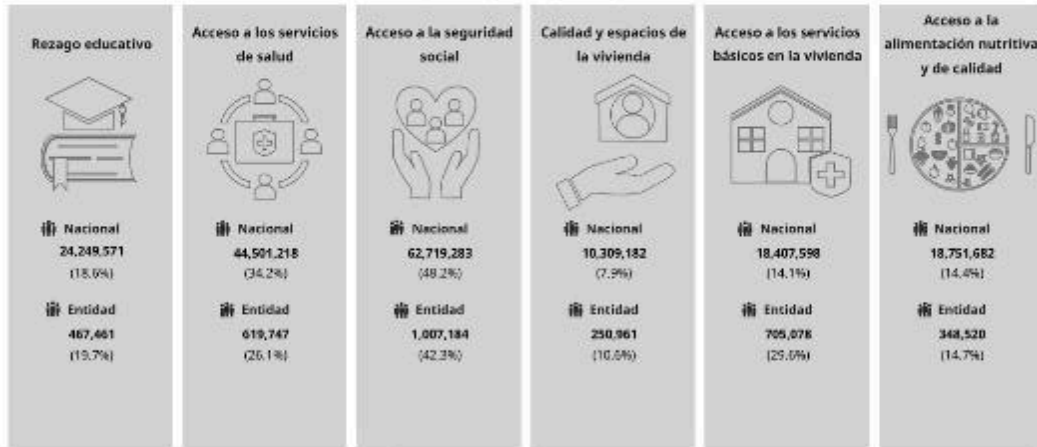 Rezago educativo
Nacional
24,249,571
(18.6%)
Entidad
467,461
(19.7%)
Acceso a los servicios
de salud
Nacional
44,501,218
(34.2%)
Entidad
619,747
(26.1%)
Acceso a la seguridad
social
Nacional
62,719,283
(48.2%)
Entidad
1,007,184
(42.3%)
Calidad y espacios de
la vivienda
Nacional
10,309,182
(7.9%)
Entidad
250,961
(10.6%)
Acceso a los servicios
básicos en la vivienda
Nacional
18,407,598
(14.1%)
Entidad
705,078
(29.6%)
Acceso a la
alimentación nutritiva
y de calidad
Nacional
18,751,682
(14.4%)
Entidad
348,520
(14.7%)